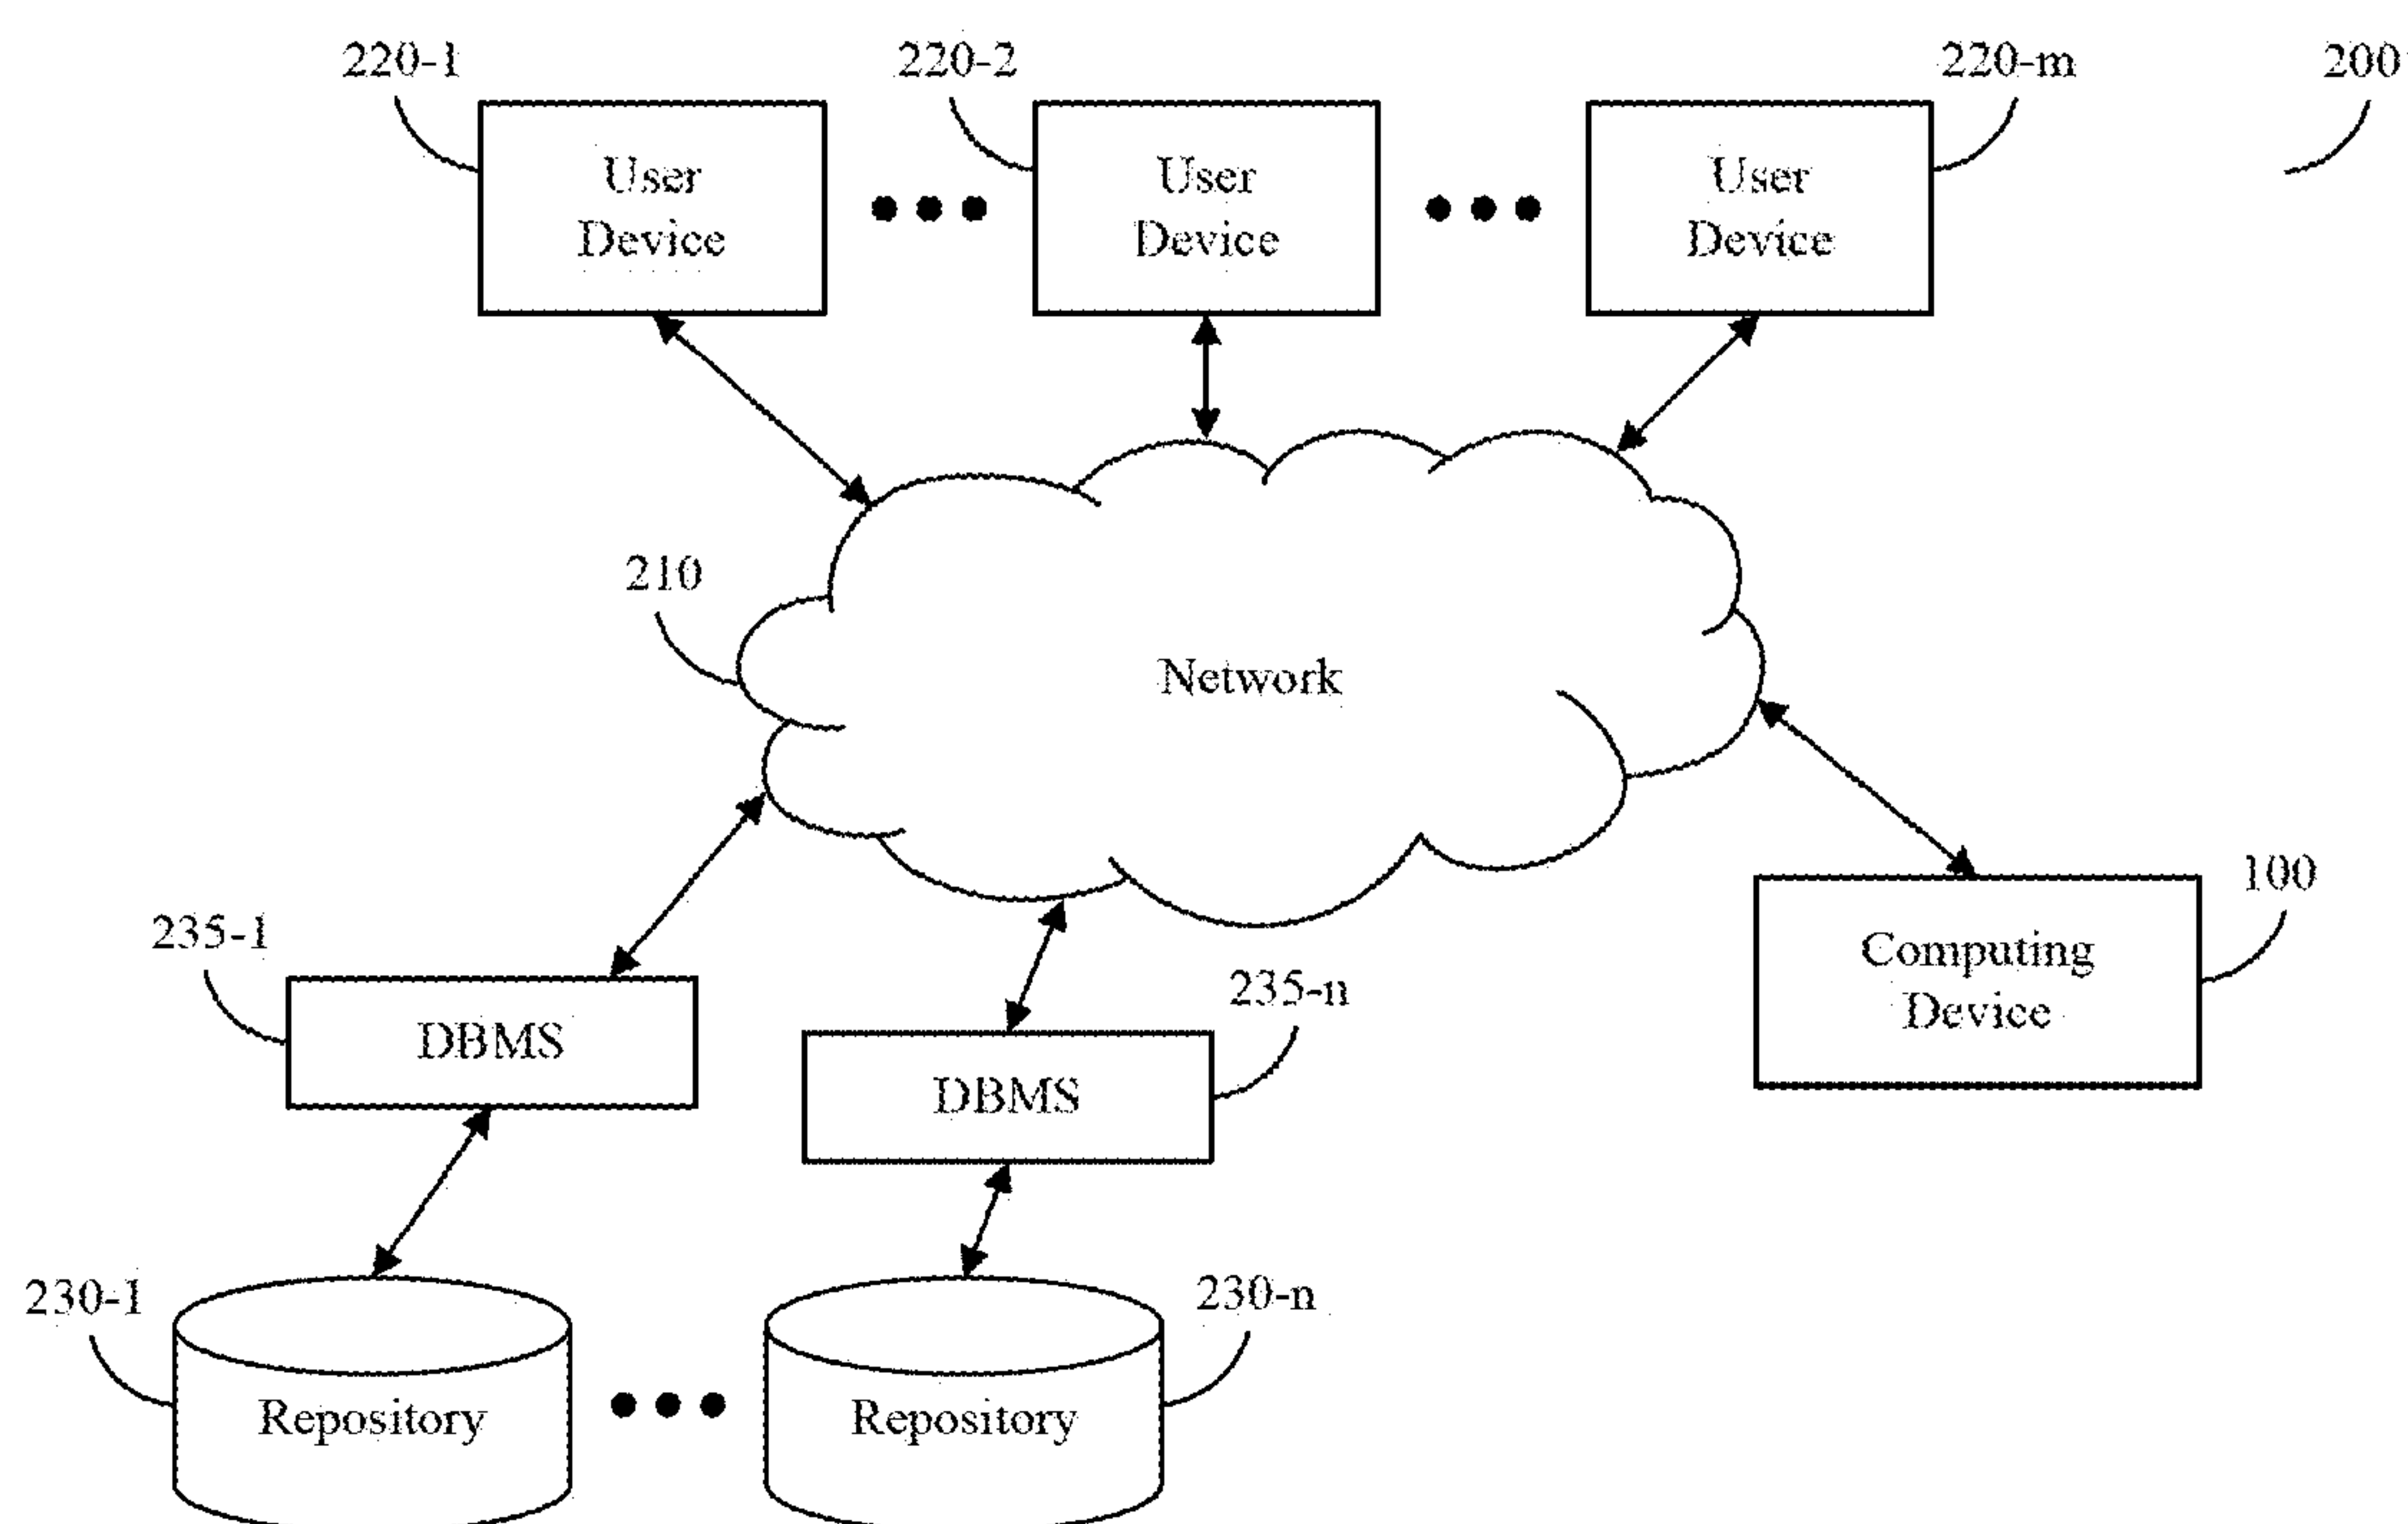 220-1
220-2
220-m
200
User
Device
User
Device
User
Device
210
Network
100
Computing
Device
235-1
DBMS
235-n
DBMS
230-1
Repository
230-n
Repository